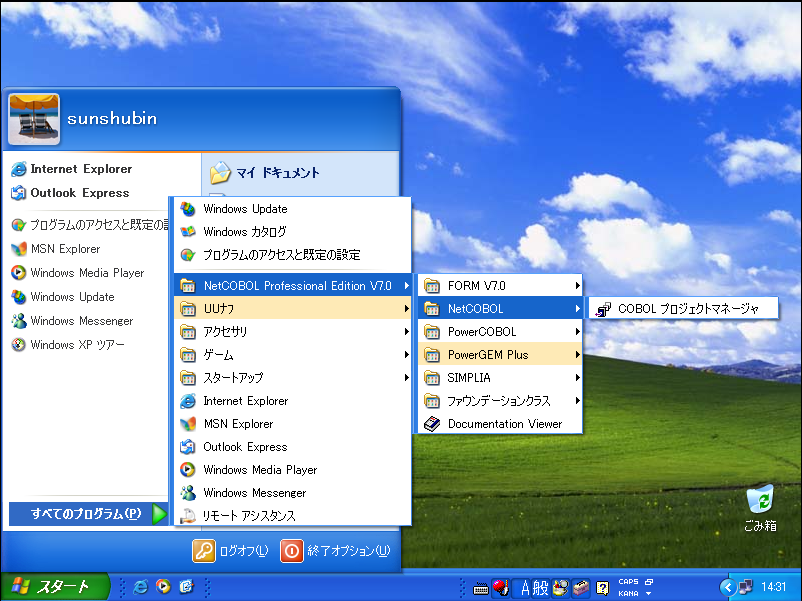 sunshubin
Internet Explorer
Outlook Express
プログラムのアクセスと既定の
MSN Explorer
Windows Media Player
Windows Update
Windows Messenger
Windows XP ツアー
すべてのプログラム(P)
マイ ドキュメント
Windows Update
Windows カタログ
プログラムのアクセスと既定の設定
NetCOBOL Professional Edition V7.0
UUナフ
アクセサリ
ゲーム
スタートアップ
Internet Explorer
MSN Explorer
Outlook Express
Windows Media Player
Windows Messenger
リモート アシスタンス
FORM V7.0
NetCOBOL
PowerCOBOL
PowerGEM Plus
SIMPLIA
ファウンデーションクラス
Documentation Viewer
COBOL プロジェクトマネージャ
ごみ箱
ログオフ(L)
終了オプション(U)
スタート
A 般
CAPS
KANA
14:31